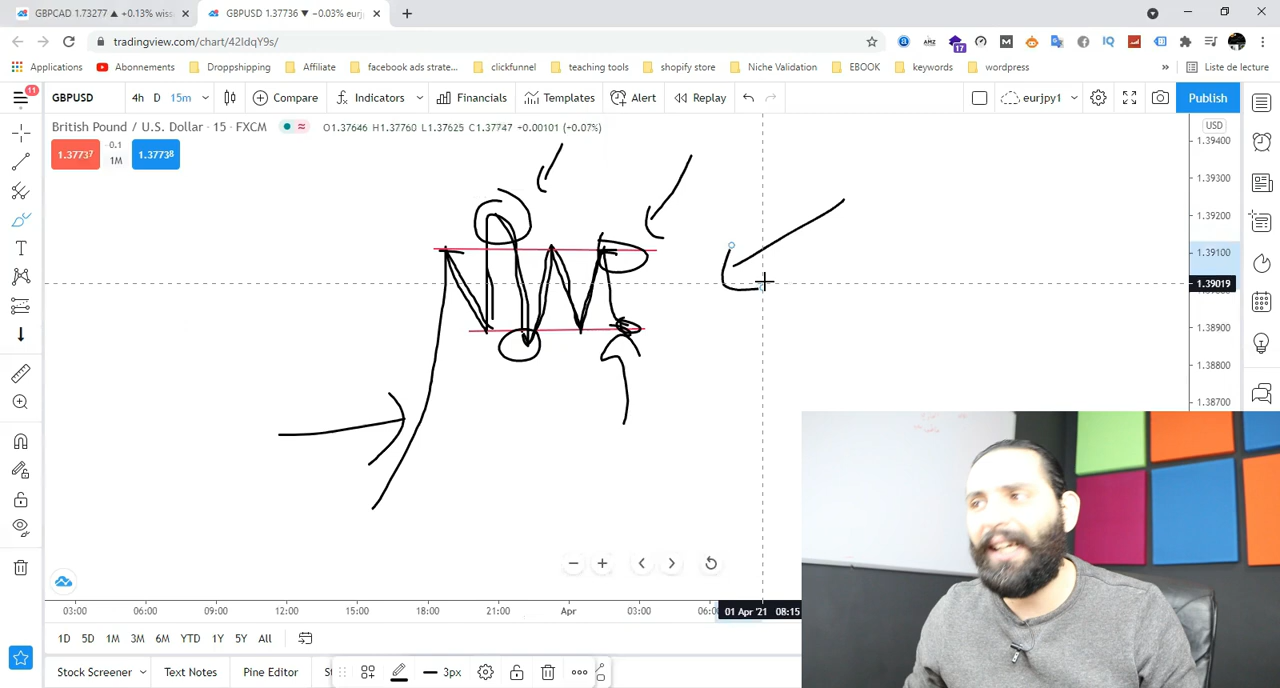 GBPCAD 1.73277 ▲ +0.13% wiss
GBPUSD 1.37736 ▼ −0.03% eurj
tradingview.com/chart/42IdqY9s/
17
Applications
Abonnements
Droppshipping
Affiliate
facebook ads strate...
clickfunnel
teaching tools
shopify store
Niche Validation
EBOOK
keywords
wordpress
»
Liste de lecture
11
GBPUSD
4h D 15m
Compare
Indicators
Financials
Templates
Alert
Replay
eurjpy1
Publish
British Pound / U.S. Dollar · 15 · FXCM
O1.37646 H1.37760 L1.37625 C1.37747 +0.00101 (+0.07%)
USD
1.37737
0.1
1M
1.37738
1.39400
1.39300
1.39200
1.39100
1.39019
1.38900
1.38800
1.38700
03:00 06:00 09:00 12:00 15:00 18:00 21:00 Apr 03:00 06:0
01 Apr '21 08:15
1D 5D 1M 3M 6M YTD 1Y 5Y All
Stock Screener
Text Notes
Pine Editor
3px